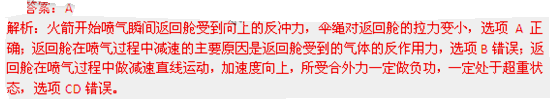 答案：A
解析：火箭开始喷气瞬间返回舱受到向上的反冲力，伞绳对返回舱的拉力变小，选项 A 正
确；返回舱在喷气过程中减速的主要原因是返回舱受到的气体的反作用力，选项 B 错误；返
回舱在喷气过程中做减速直线运动，加速度向上，所受合外力一定做负功，一定处于超重状
态，选项 CD 错误。